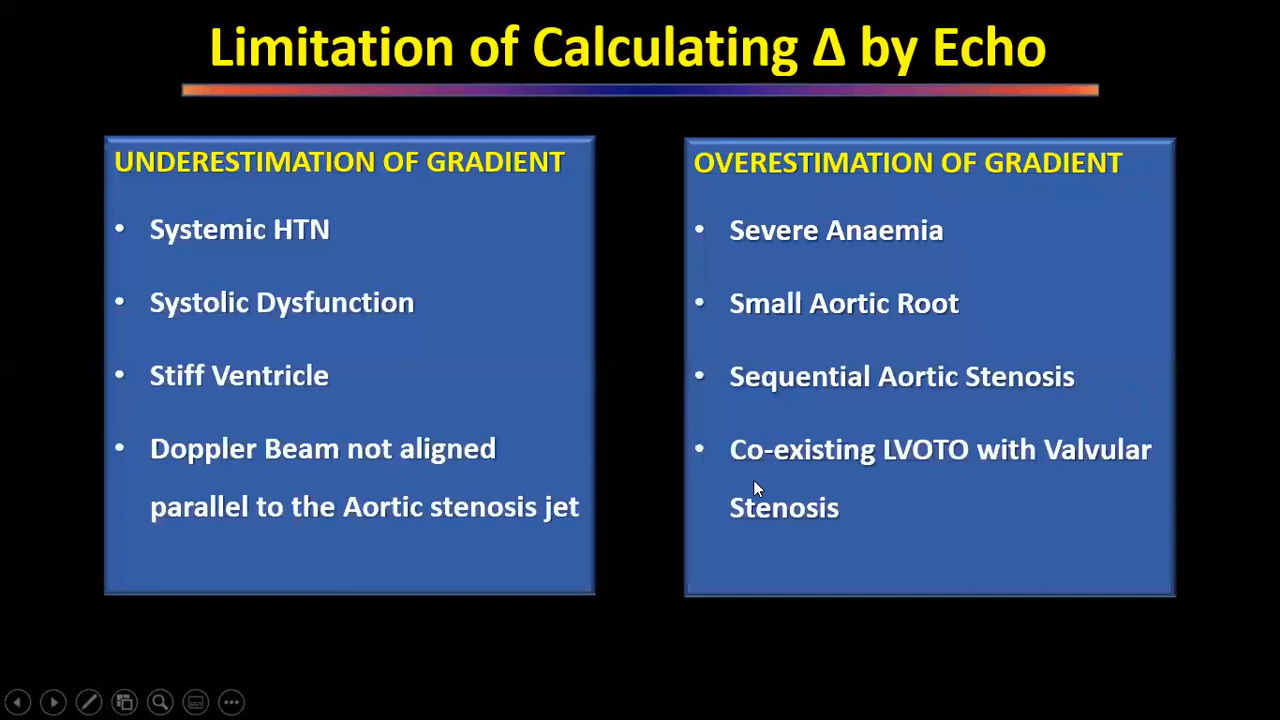 Limitation of Calculating Δ by Echo
UNDERESTIMATION OF GRADIENT
• Systemic HTN
• Systolic Dysfunction
• Stiff Ventricle
• Doppler Beam not aligned
parallel to the Aortic stenosis jet
OVERESTIMATION OF GRADIENT
• Severe Anaemia
• Small Aortic Root
• Sequential Aortic Stenosis
• Co-existing LVOTO with Valvular
Stenosis